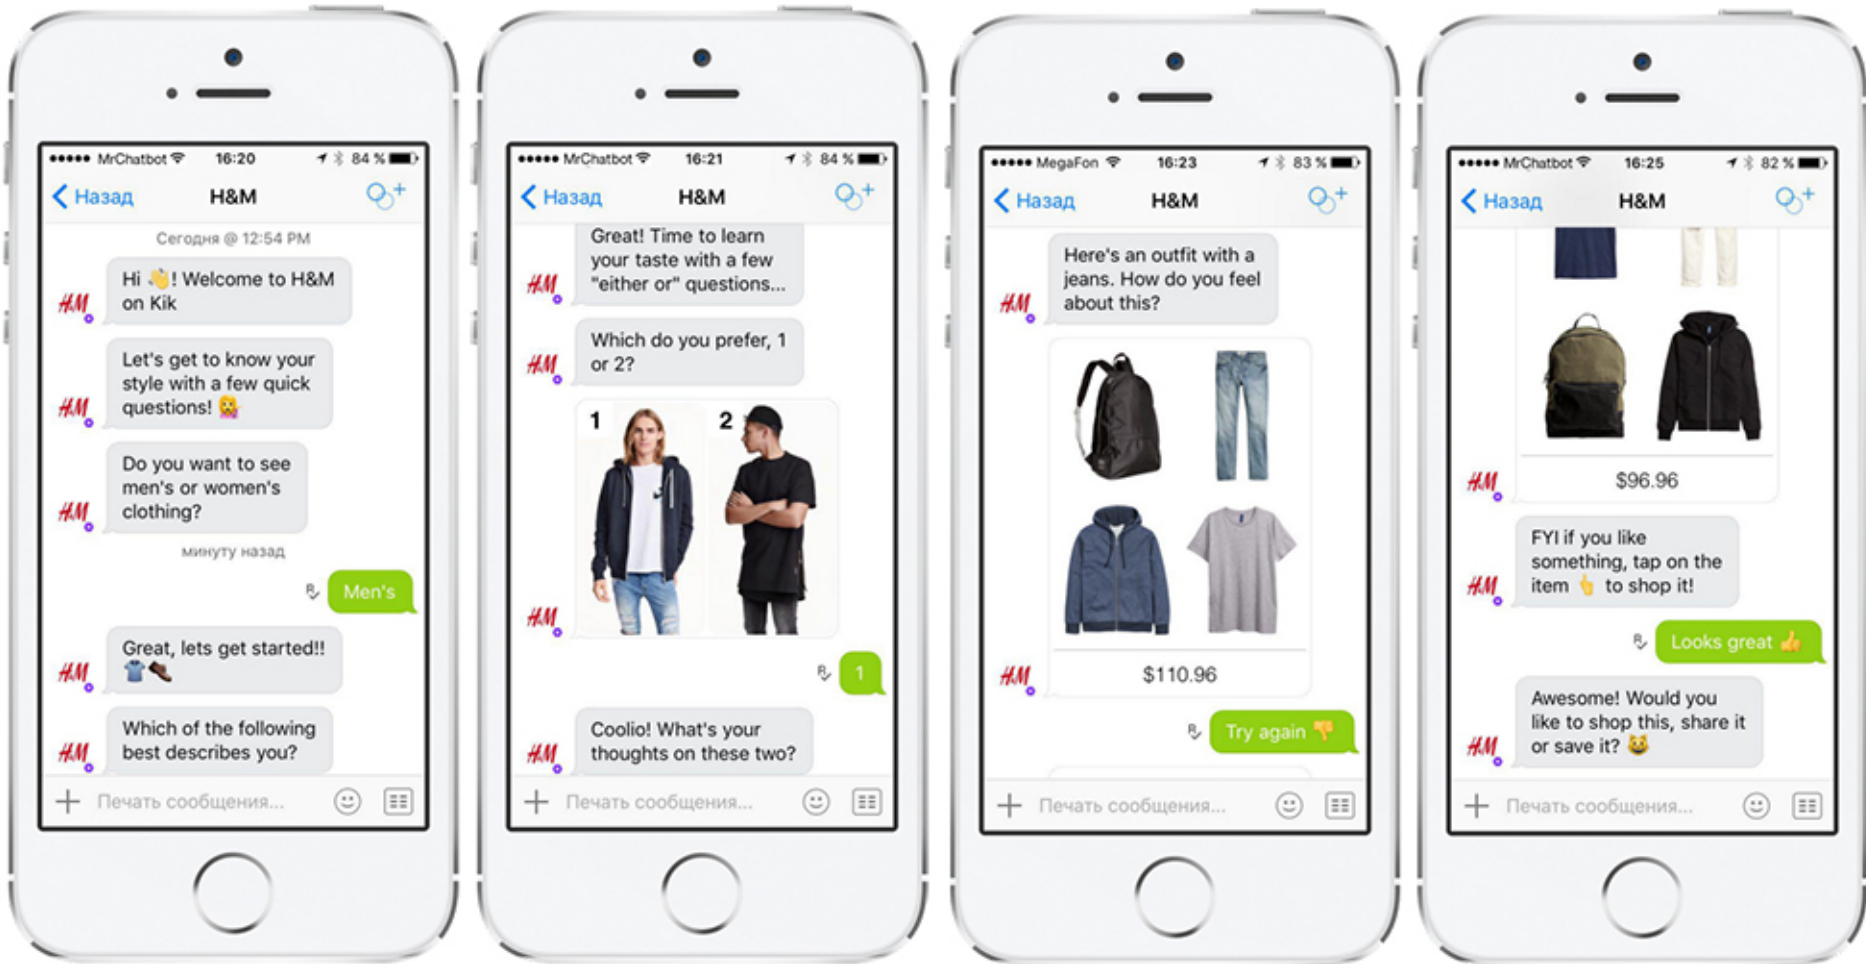 MrChatbot 16:20 84 %
Назад H&M
Сегодня @ 12:54 PM
Hi 👋! Welcome to H&M
on Kik
H&M
Let's get to know your
style with a few quick
questions! 💁
H&M
Do you want to see
men's or women's
clothing?
H&M
минуту назад
R Men's
Great, lets get started!!
👕👞
H&M
Which of the following
best describes you?
H&M
Печать сообщения...
MrChatbot 16:21 84 %
Назад H&M
Great! Time to learn
your taste with a few
"either or" questions...
H&M
Which do you prefer, 1
or 2?
H&M
1 2
H&M
R 1
Coolio! What's your
thoughts on these two?
H&M
Печать сообщения...
MegaFon 16:23 83 %
Назад H&M
Here's an outfit with a
jeans. How do you feel
about this?
H&M
$110.96
H&M
R Try again 👎
Печать сообщения...
MrChatbot 16:25 82 %
Назад H&M
$96.96
H&M
FYI if you like
something, tap on the
item 👆 to shop it!
H&M
R Looks great 👍
Awesome! Would you
like to shop this, share it
or save it? 😺
H&M
Печать сообщения...